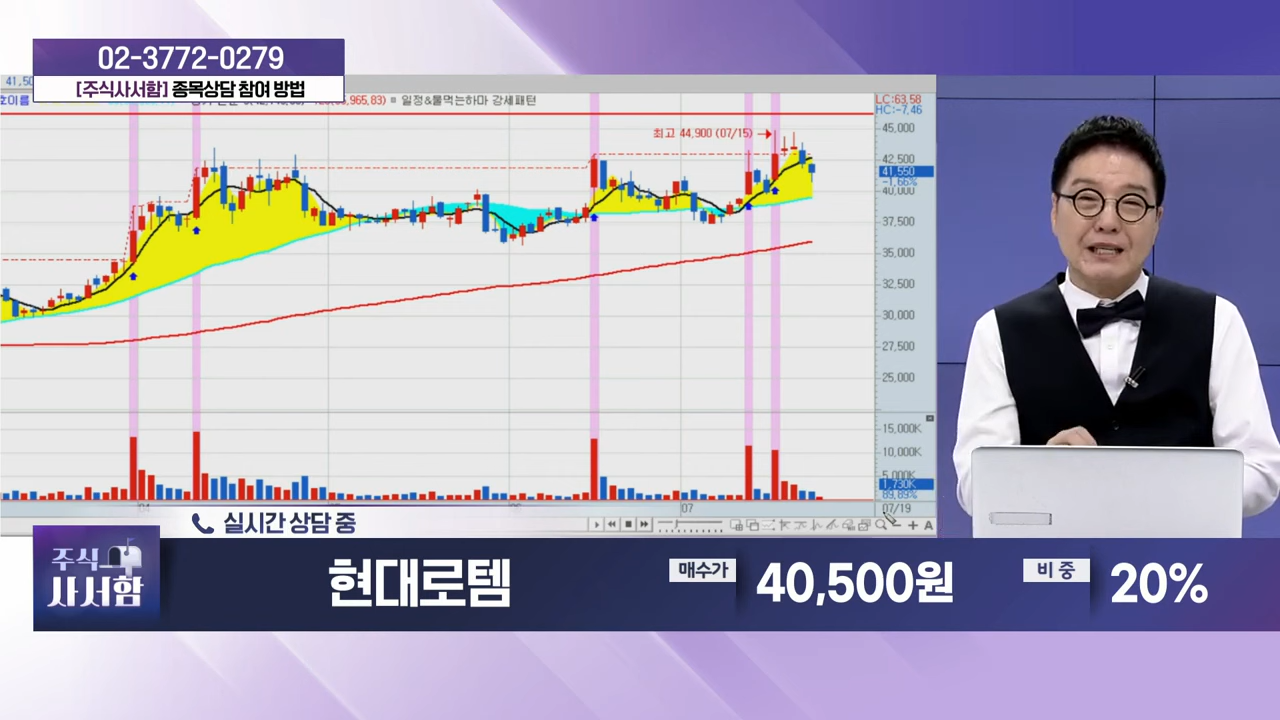 02-3772-0279
[주식사서함] 종목상담 참여 방법
일정&물먹는하마 강세패턴
LC:63.58
HC:-7.46
최고 44,900 (07/15)
45,000
42,500
41,550
-1.66%
40,000
37,500
35,000
32,500
30,000
27,500
25,000
15,000K
10,000K
5,000K
1,730K
89.89%
04
06
07
07/19
A
실시간 상담 중
주식
사서함
현대로템
매수가
40,500원
비중
20%